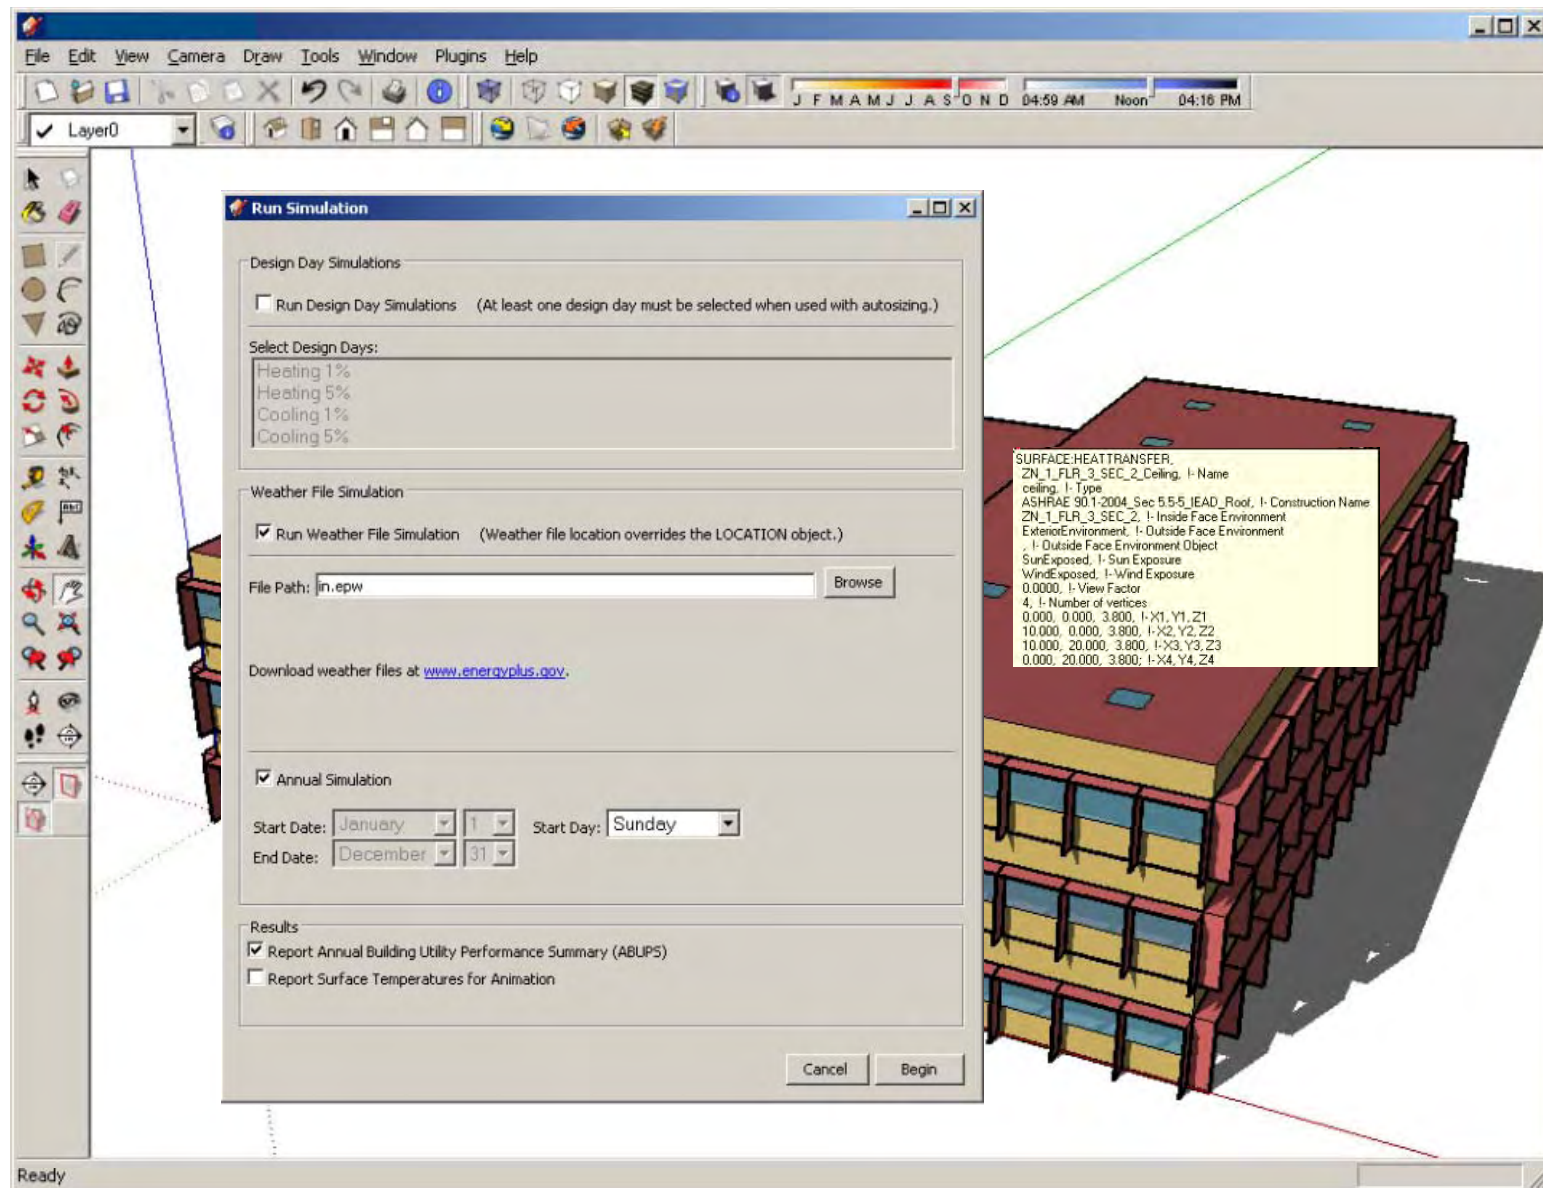 File Edit View Camera Draw Tools Window Plugins Help
J F M A M J J A S O N D 04:59 AM Noon 04:16 PM
Layer0
Run Simulation
Design Day Simulations
Run Design Day Simulations (At least one design day must be selected when used with autosizing.)
Select Design Days:
Heating 1%
Heating 5%
Cooling 1%
Cooling 5%
Weather File Simulation
Run Weather File Simulation (Weather file location overrides the LOCATION object.)
File Path: in.epw Browse
Download weather files at www.energyplus.gov.
Annual Simulation
Start Date: January 1 Start Day: Sunday
End Date: December 31
Results
Report Annual Building Utility Performance Summary (ABUPS)
Report Surface Temperatures for Animation
Cancel Begin
SURFACE:HEATTRANSFER,
ZN_1_FLR_3_SEC_2_Ceiling, !- Name
ceiling, !- Type
ASHRAE 90.1-2004_Sec 5.5-5_IEAD_Roof, !- Construction Name
ZN_1_FLR_3_SEC_2, !- Inside Face Environment
ExteriorEnvironment, !- Outside Face Environment
, !- Outside Face Environment Object
SunExposed, !- Sun Exposure
WindExposed, !- Wind Exposure
0.0000, !- View Factor
4, !- Number of vertices
0.000, 0.000, 3.800, !- X1, Y1, Z1
10.000, 0.000, 3.800, !- X2, Y2, Z2
10.000, 20.000, 3.800, !- X3, Y3, Z3
0.000, 20.000, 3.800; !- X4, Y4, Z4
Ready